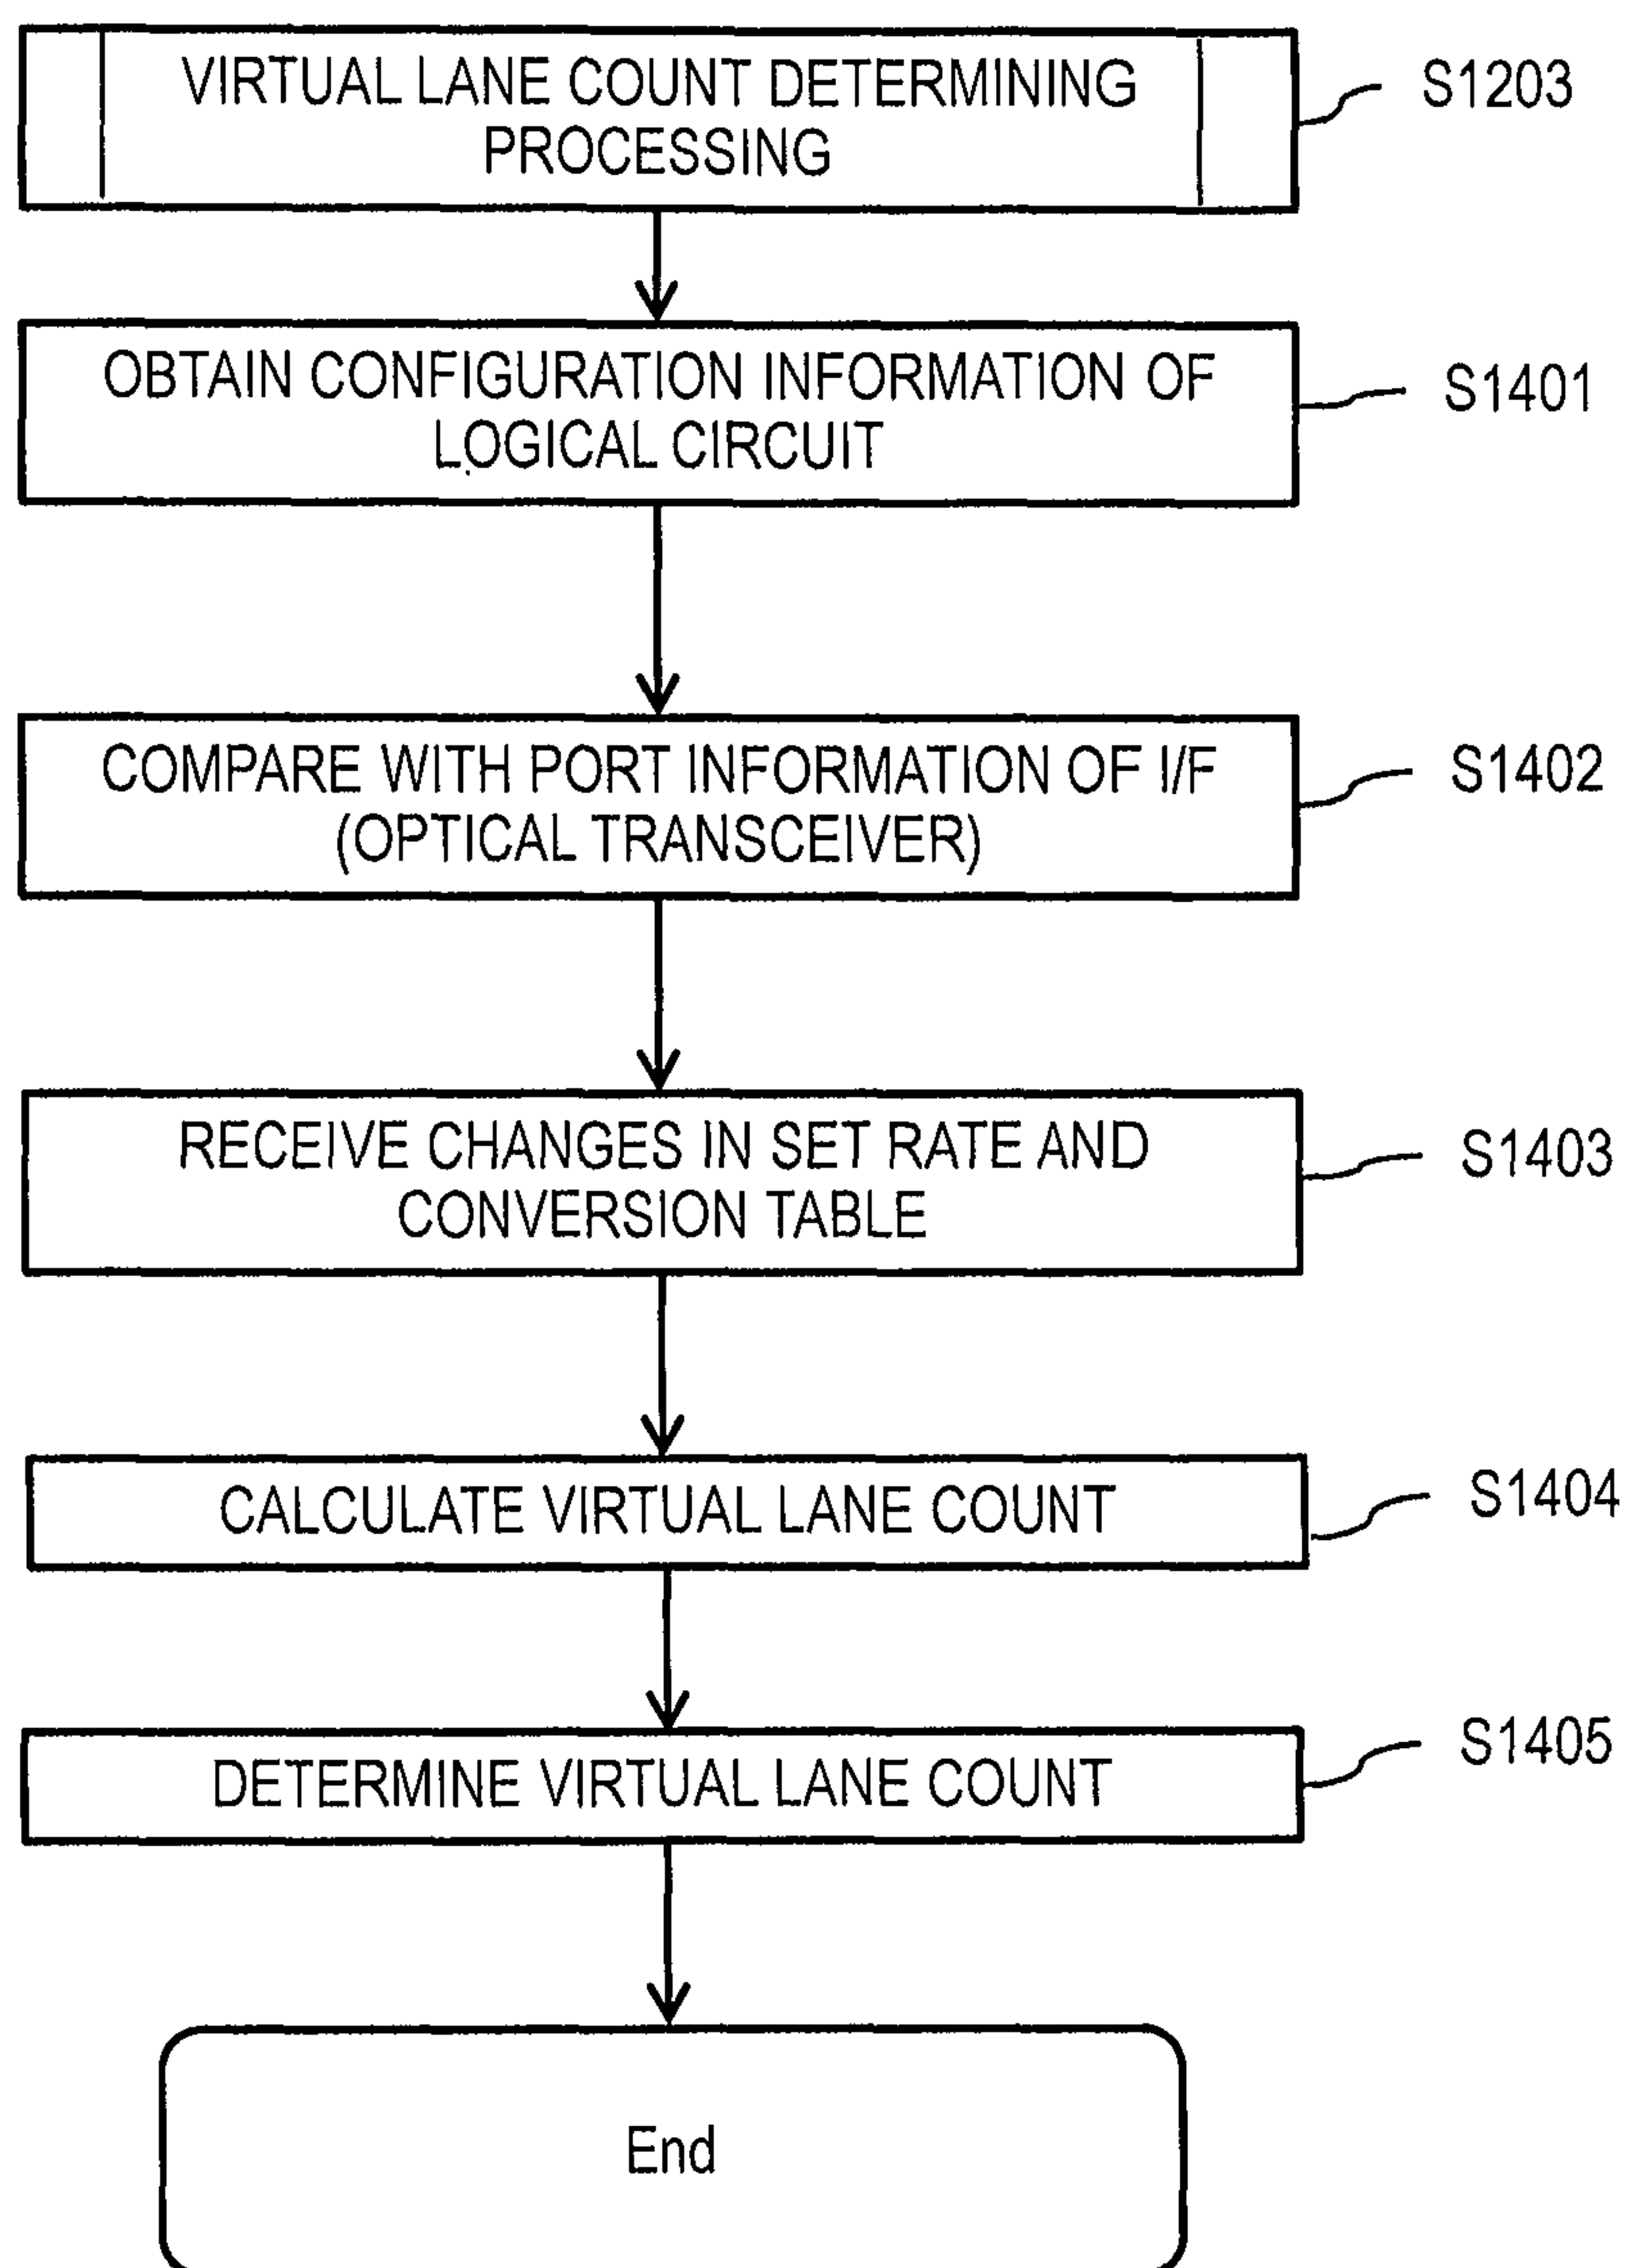 VIRTUAL LANE COUNT DETERMINING
PROCESSING
S1203
OBTAIN CONFIGURATION INFORMATION OF
LOGICAL CIRCUIT
S1401
COMPARE WITH PORT INFORMATION OF I/F
(OPTICAL TRANSCEIVER)
S1402
RECEIVE CHANGES IN SET RATE AND
CONVERSION TABLE
S1403
CALCULATE VIRTUAL LANE COUNT
S1404
DETERMINE VIRTUAL LANE COUNT
S1405
End